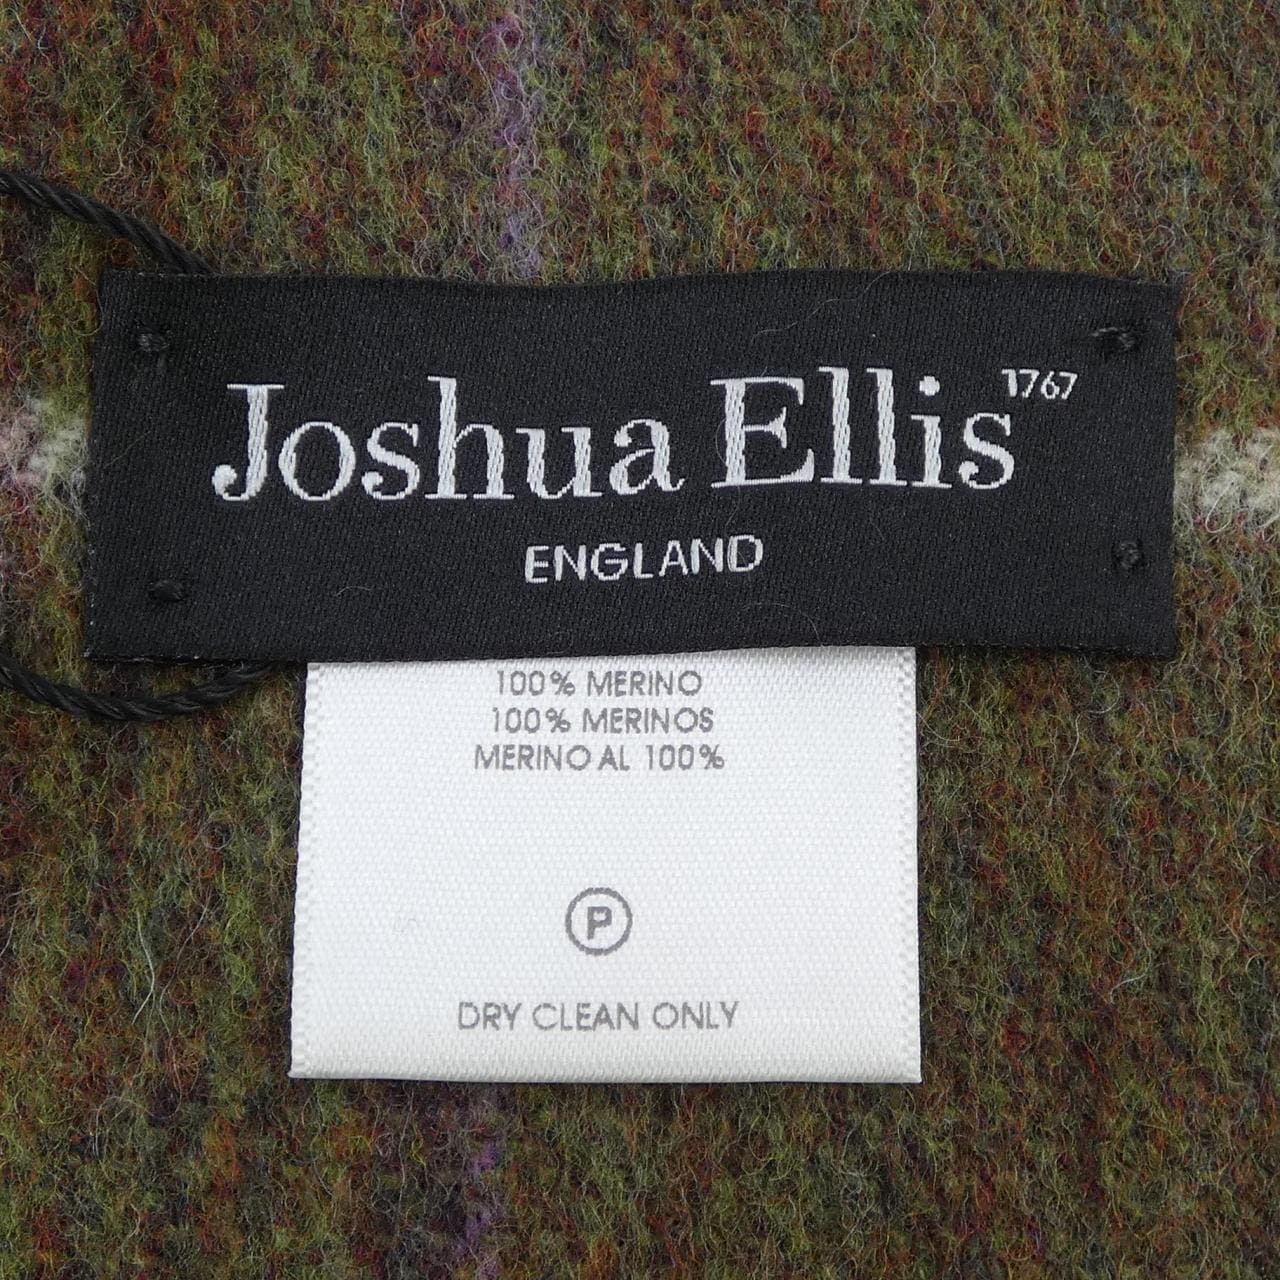 Joshua Ellis 1767
ENGLAND
100% MERINO
100% MERINOS
MERINO AL 100%
P
DRY CLEAN ONLY